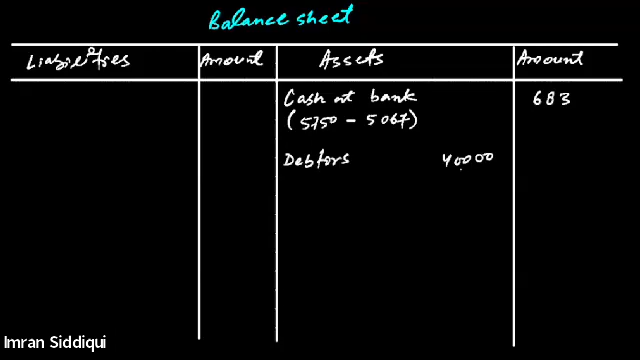 Balance sheet
Liabilities Amount Assets Amount
Cash at bank 683
(5750 - 5067)
Debtors 40000
Imran Siddiqui